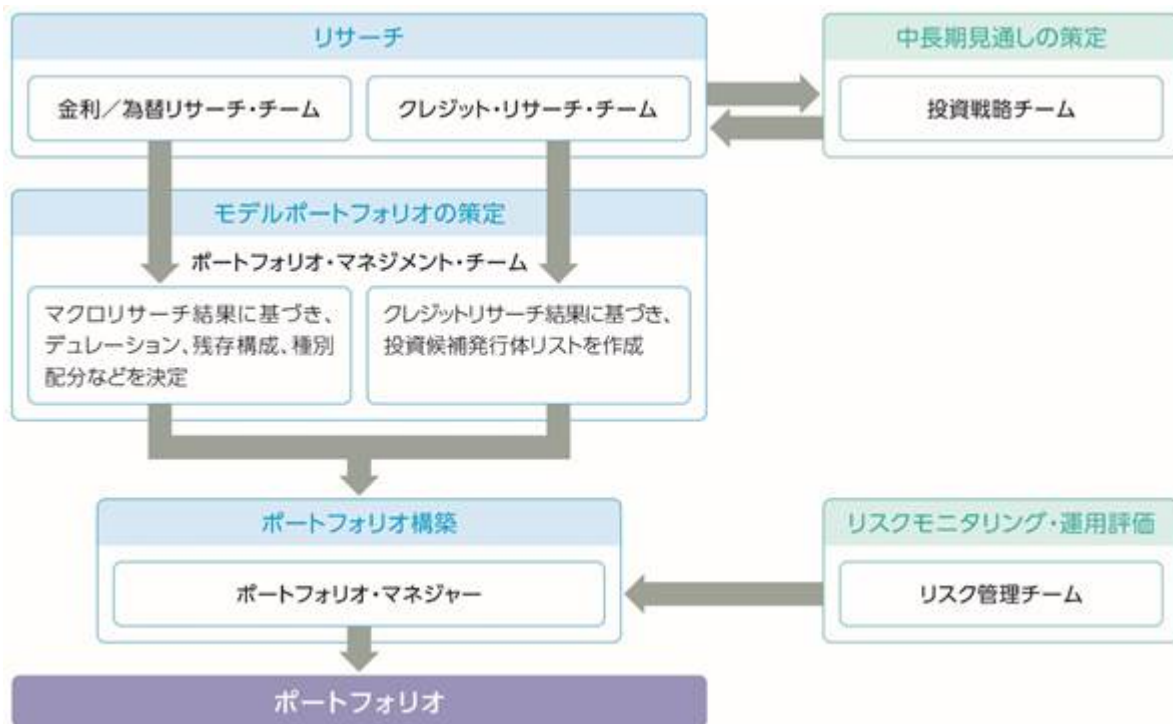 リサーチ
金利／為替リサーチ・チーム
クレジット・リサーチ・チーム
中長期見通しの策定
投資戦略チーム
モデルポートフォリオの策定
ポートフォリオ・マネジメント・チーム
マクロリサーチ結果に基づき、
デュレーション、残存構成、種別
配分などを決定
クレジットリサーチ結果に基づき、
投資候補発行体リストを作成
ポートフォリオ構築
ポートフォリオ・マネジャー
リスクモニタリング・運用評価
リスク管理チーム
ポートフォリオ